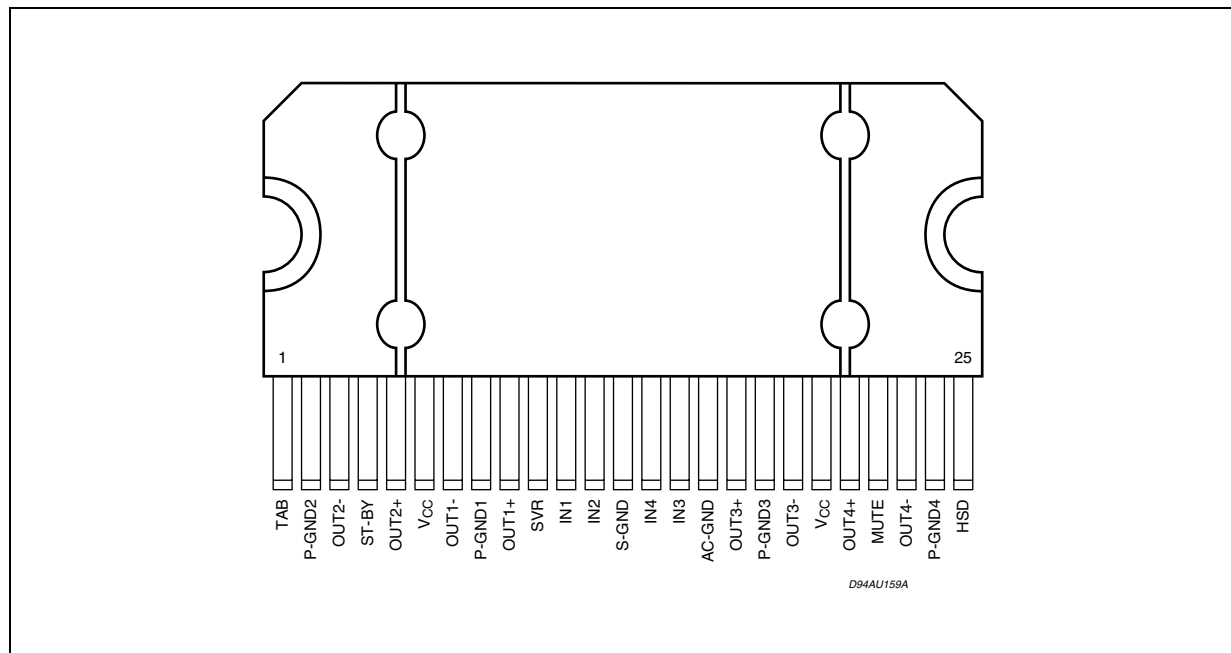 1
25
TAB
P-GND2
OUT2-
ST-BY
OUT2+
VCC
OUT1-
P-GND1
OUT1+
SVR
IN1
IN2
S-GND
IN4
IN3
AC-GND
OUT3+
P-GND3
OUT3-
VCC
OUT4+
MUTE
OUT4-
P-GND4
HSD
D94AU159A